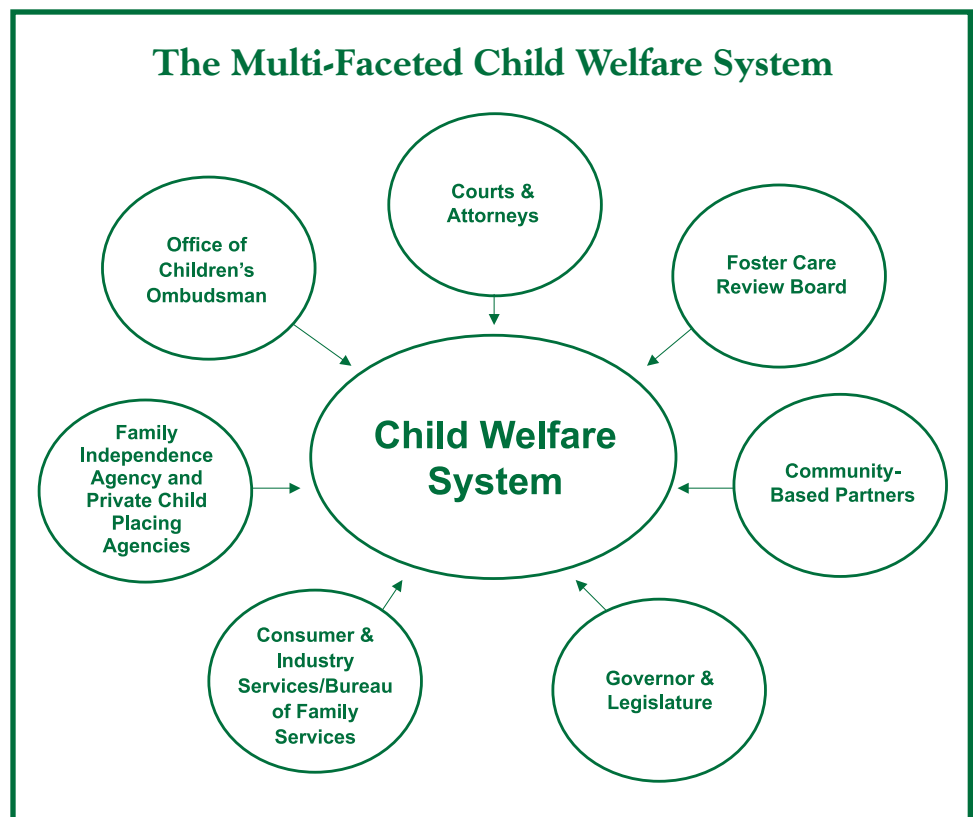 The Multi-Faceted Child Welfare System
Courts &
Attorneys
Office of
Children’s
Ombudsman
Foster Care
Review Board
Family
Independence
Agency and
Private Child
Placing
Agencies
Child Welfare
System
Community-
Based Partners
Consumer &
Industry
Services/Bureau
of Family
Services
Governor &
Legislature